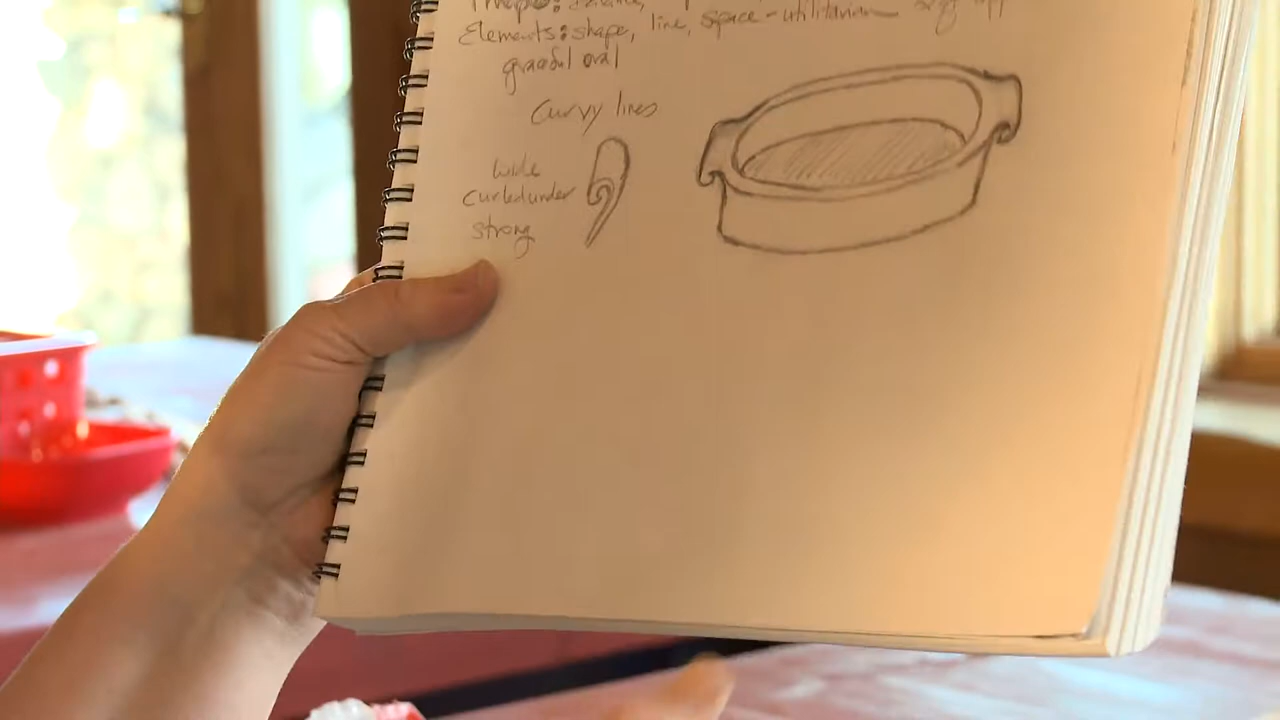 Elements: shape, line, space - utilitarian
graceful oval
Curvy lines
wide
curled under
strong